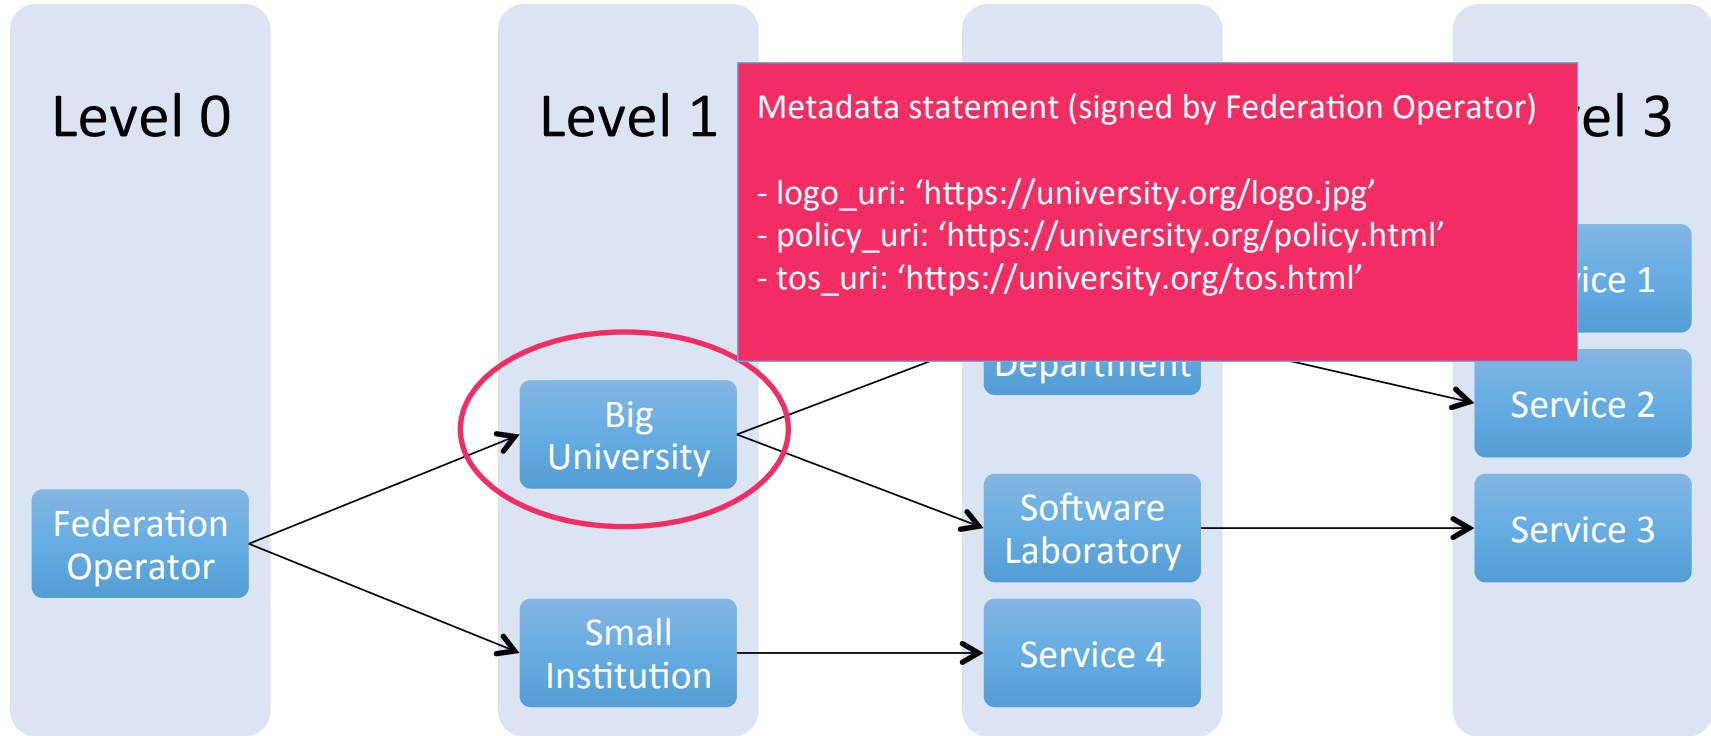 Level 0
Level 1
Metadata statement (signed by Federation Operator)
- logo_uri: ‘https://university.org/logo.jpg’
- policy_uri: ‘https://university.org/policy.html’
- tos_uri: ‘https://university.org/tos.html’
el 3
ice 1
Department
Service 2
Big
University
Federation
Operator
Software
Laboratory
Service 3
Small
Institution
Service 4